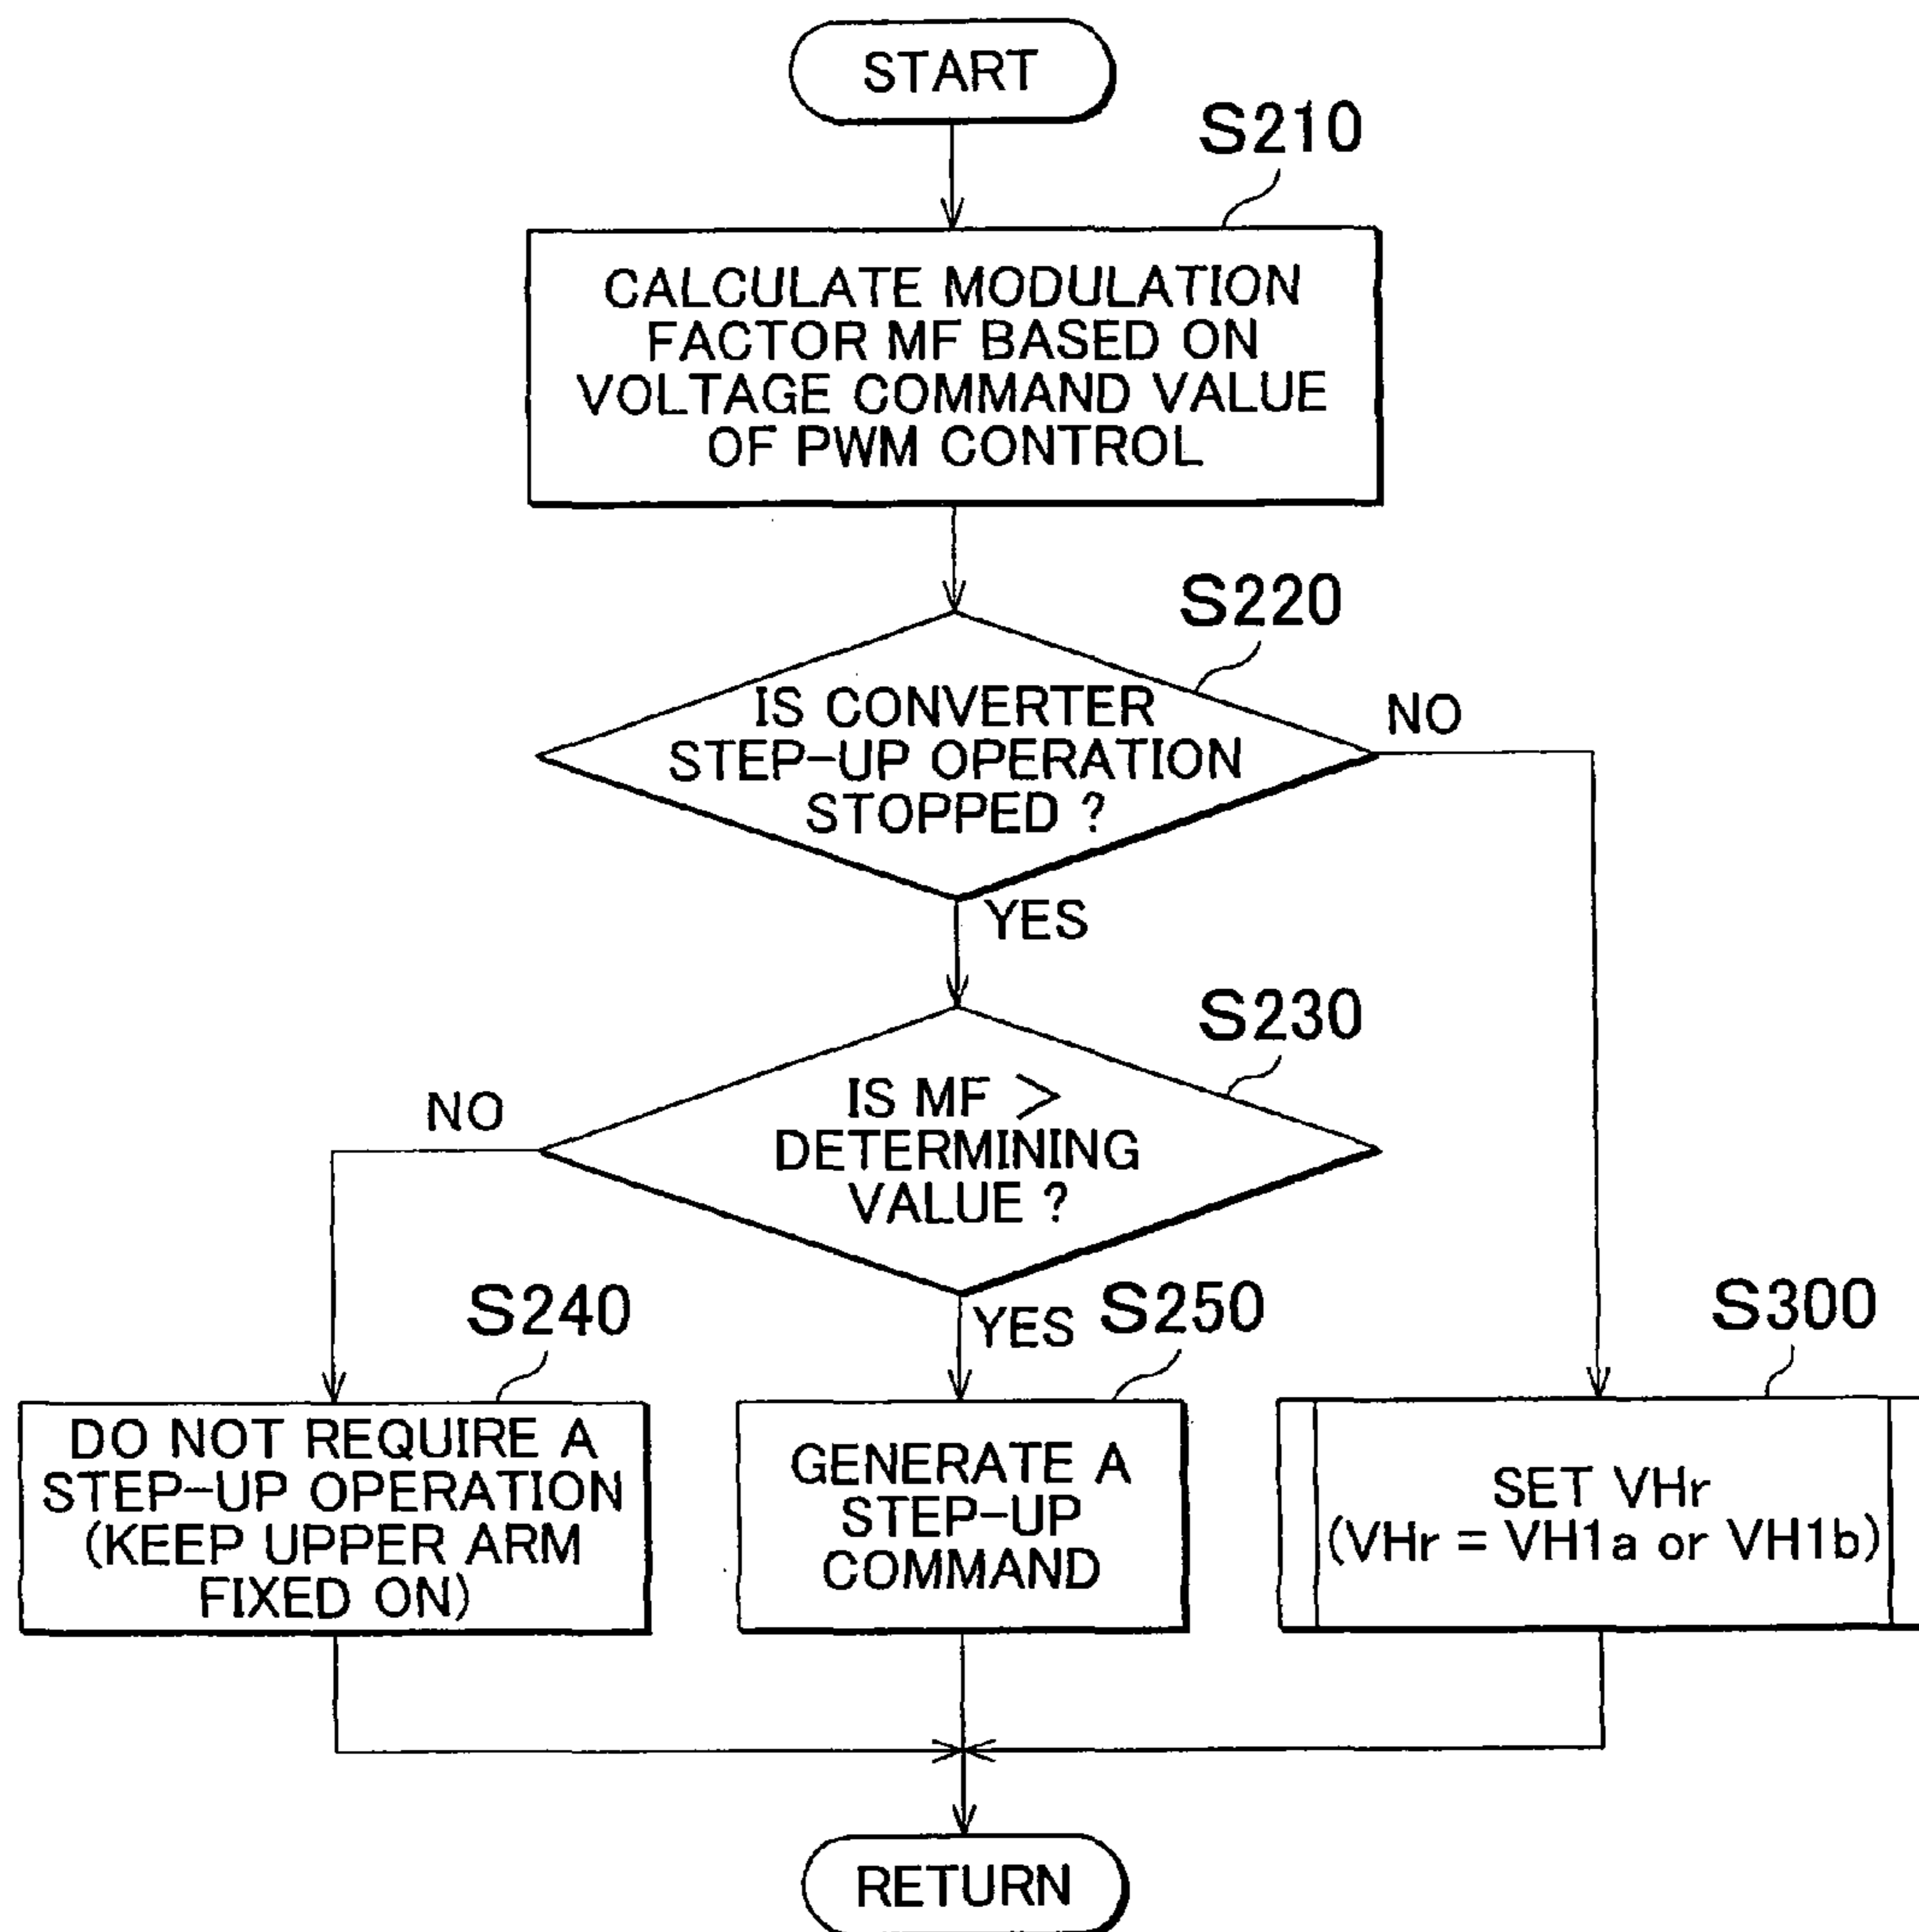 START
S210
CALCULATE MODULATION
FACTOR MF BASED ON
VOLTAGE COMMAND VALUE
OF PWM CONTROL
S220
IS CONVERTER
STEP-UP OPERATION
STOPPED ?
NO
YES
S230
IS MF >
DETERMINING
VALUE ?
NO
YES
S240
DO NOT REQUIRE A
STEP-UP OPERATION
(KEEP UPPER ARM
FIXED ON)
S250
GENERATE A
STEP-UP
COMMAND
S300
SET VHr
(VHr = VH1a or VH1b)
RETURN